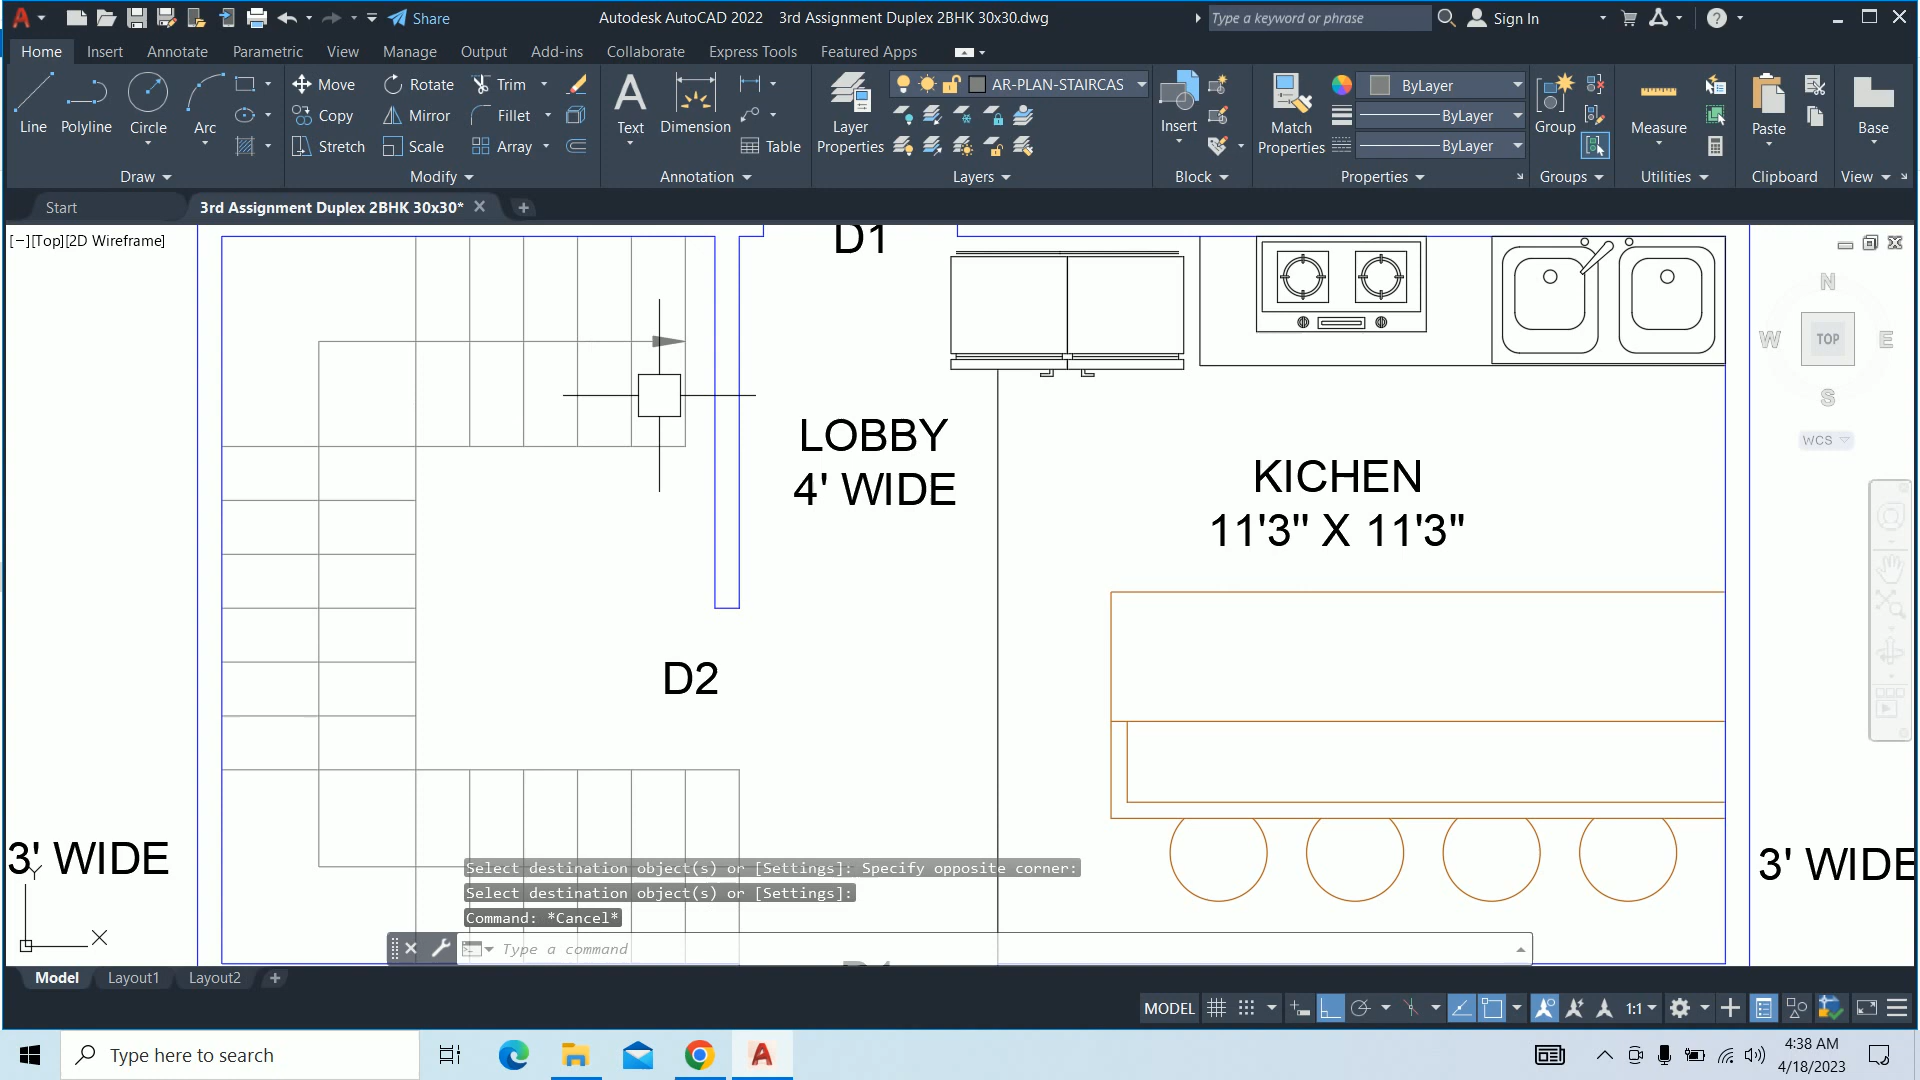 Share
Autodesk AutoCAD 2022 3rd Assignment Duplex 2BHK 30x30.dwg
Type a keyword or phrase
Sign In
Home Insert Annotate Parametric View Manage Output Add-ins Collaborate Express Tools Featured Apps
Line Polyline Circle Arc
Move Rotate Trim
Copy Mirror Fillet
Stretch Scale Array
Text Dimension Table
Layer Properties
AR-PLAN-STAIRCAS
Insert
Match Properties
ByLayer
ByLayer
ByLayer
Group
Measure
Paste
Base
Draw Modify Annotation Layers Block Properties Groups Utilities Clipboard View
Start 3rd Assignment Duplex 2BHK 30x30*
[−][Top][2D Wireframe]
D1
N
W TOP E
S
WCS
LOBBY
4' WIDE
KICHEN
11'3" X 11'3"
D2
3' WIDE
3' WIDE
Y
X
Select destination object(s) or [Settings]: Specify opposite corner:
Select destination object(s) or [Settings]:
Command: *Cancel*
Type a command
Model Layout1 Layout2
MODEL 1:1
Type here to search
4:38 AM
4/18/2023